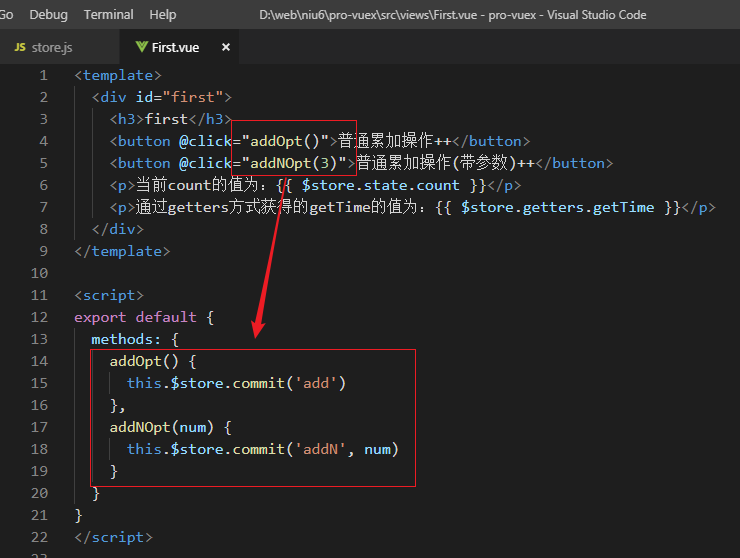 Go Debug Terminal Help D:\web\niu6\pro-vuex\src\views\First.vue - pro-vuex - Visual Studio Code
JS store.js First.vue ×
1 <template>
2 <div id="first">
3 <h3>first</h3>
4 <button @click="addOpt()">普通累加操作++</button>
5 <button @click="addNOpt(3)">普通累加操作(带参数)++</button>
6 <p>当前count的值为：{{ $store.state.count }}</p>
7 <p>通过getters方式获得的getTime的值为：{{ $store.getters.getTime }}</p>
8 </div>
9 </template>
10
11 <script>
12 export default {
13 methods: {
14 addOpt() {
15 this.$store.commit('add')
16 },
17 addNOpt(num) {
18 this.$store.commit('addN', num)
19 }
20 }
21 }
22 </script>